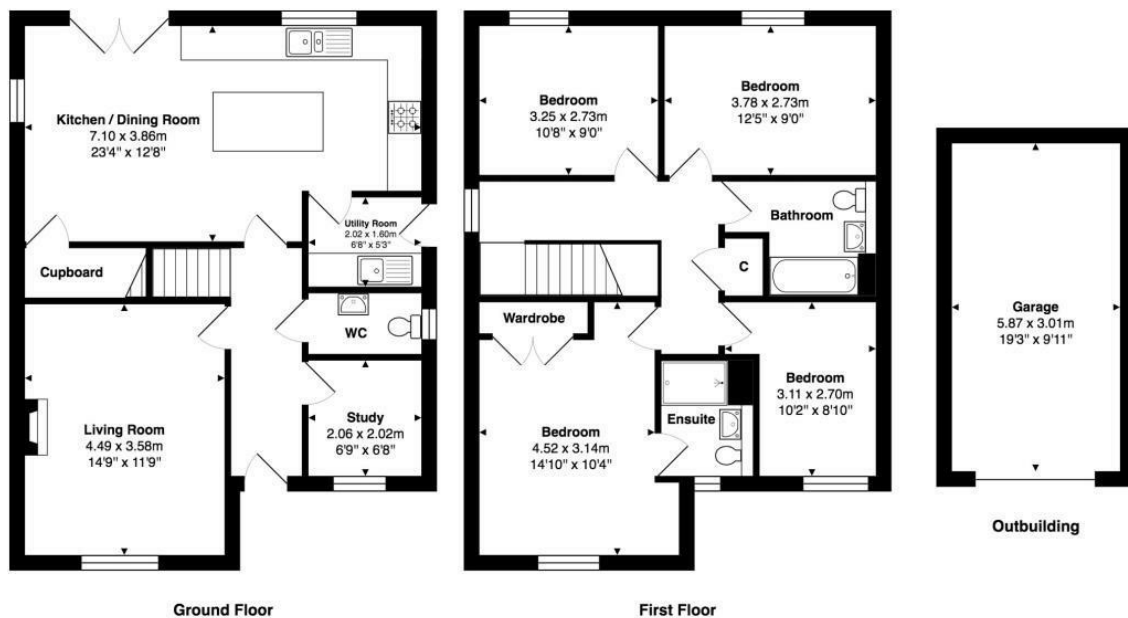 Kitchen / Dining Room
7.10 x 3.86m
23'4" x 12'8"
Utility Room
2.02 x 1.60m
6'8" x 5'3"
Cupboard
WC
Living Room
4.49 x 3.58m
14'9" x 11'9"
Study
2.06 x 2.02m
6'9" x 6'8"
Ground Floor
Bedroom
3.25 x 2.73m
10'8" x 9'0"
Bedroom
3.78 x 2.73m
12'5" x 9'0"
Bathroom
C
Wardrobe
Bedroom
4.52 x 3.14m
14'10" x 10'4"
Ensuite
Bedroom
3.11 x 2.70m
10'2" x 8'10"
First Floor
Garage
5.87 x 3.01m
19'3" x 9'11"
Outbuilding